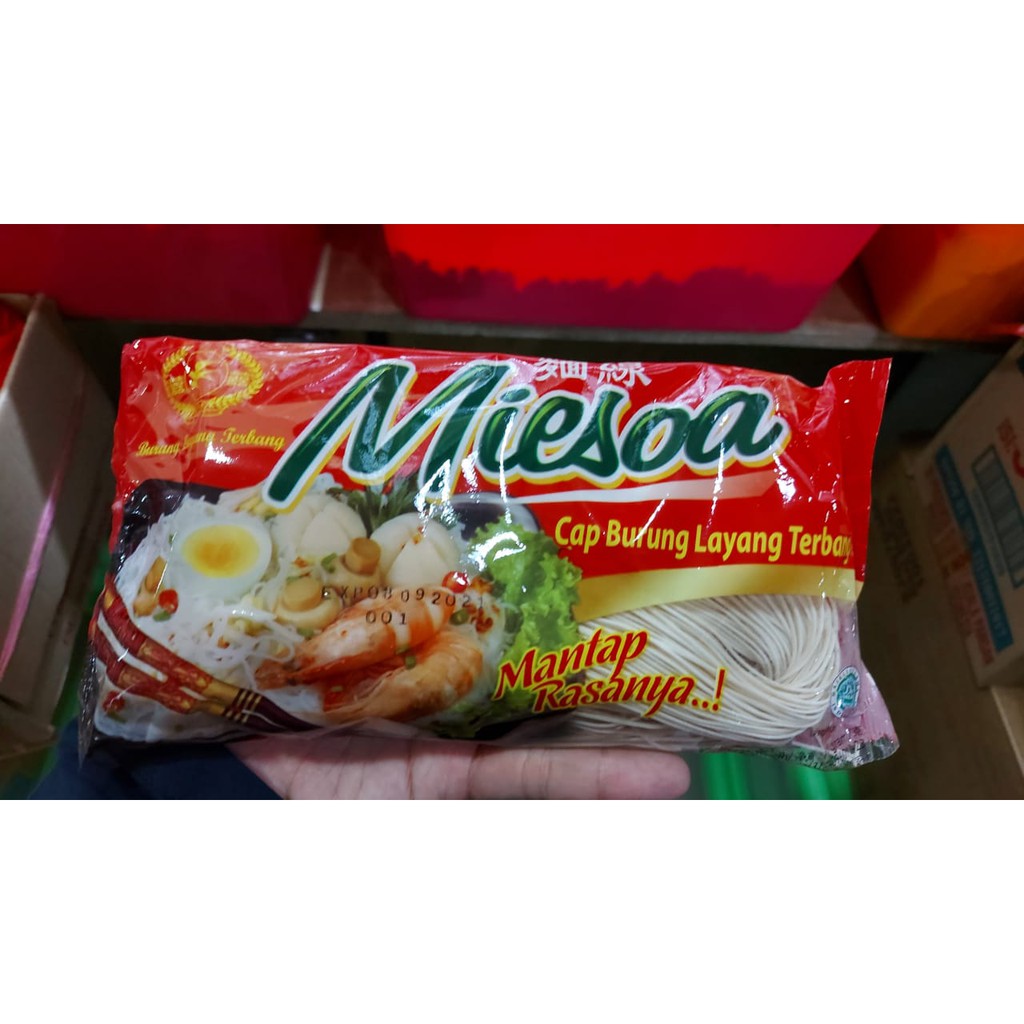 麵線
Miesoa
Burung Layang Terbang
Cap Burung Layang Terbang
EXP08092021
001
Mantap
Rasanya..!